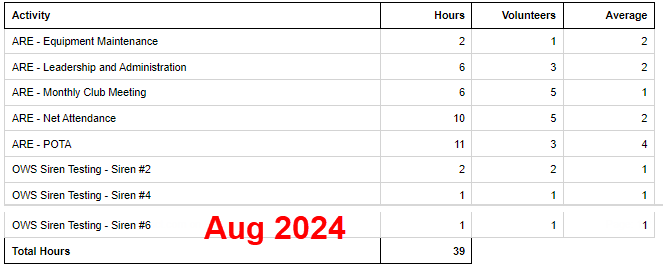 Activity Hours Volunteers Average
ARE - Equipment Maintenance 2 1 2
ARE - Leadership and Administration 6 3 2
ARE - Monthly Club Meeting 6 5 1
ARE - Net Attendance 10 5 2
ARE - POTA 11 3 4
OWS Siren Testing - Siren #2 2 2 1
OWS Siren Testing - Siren #4 1 1 1
OWS Siren Testing - Siren #6 Aug 2024 1 1 1
Total Hours 39